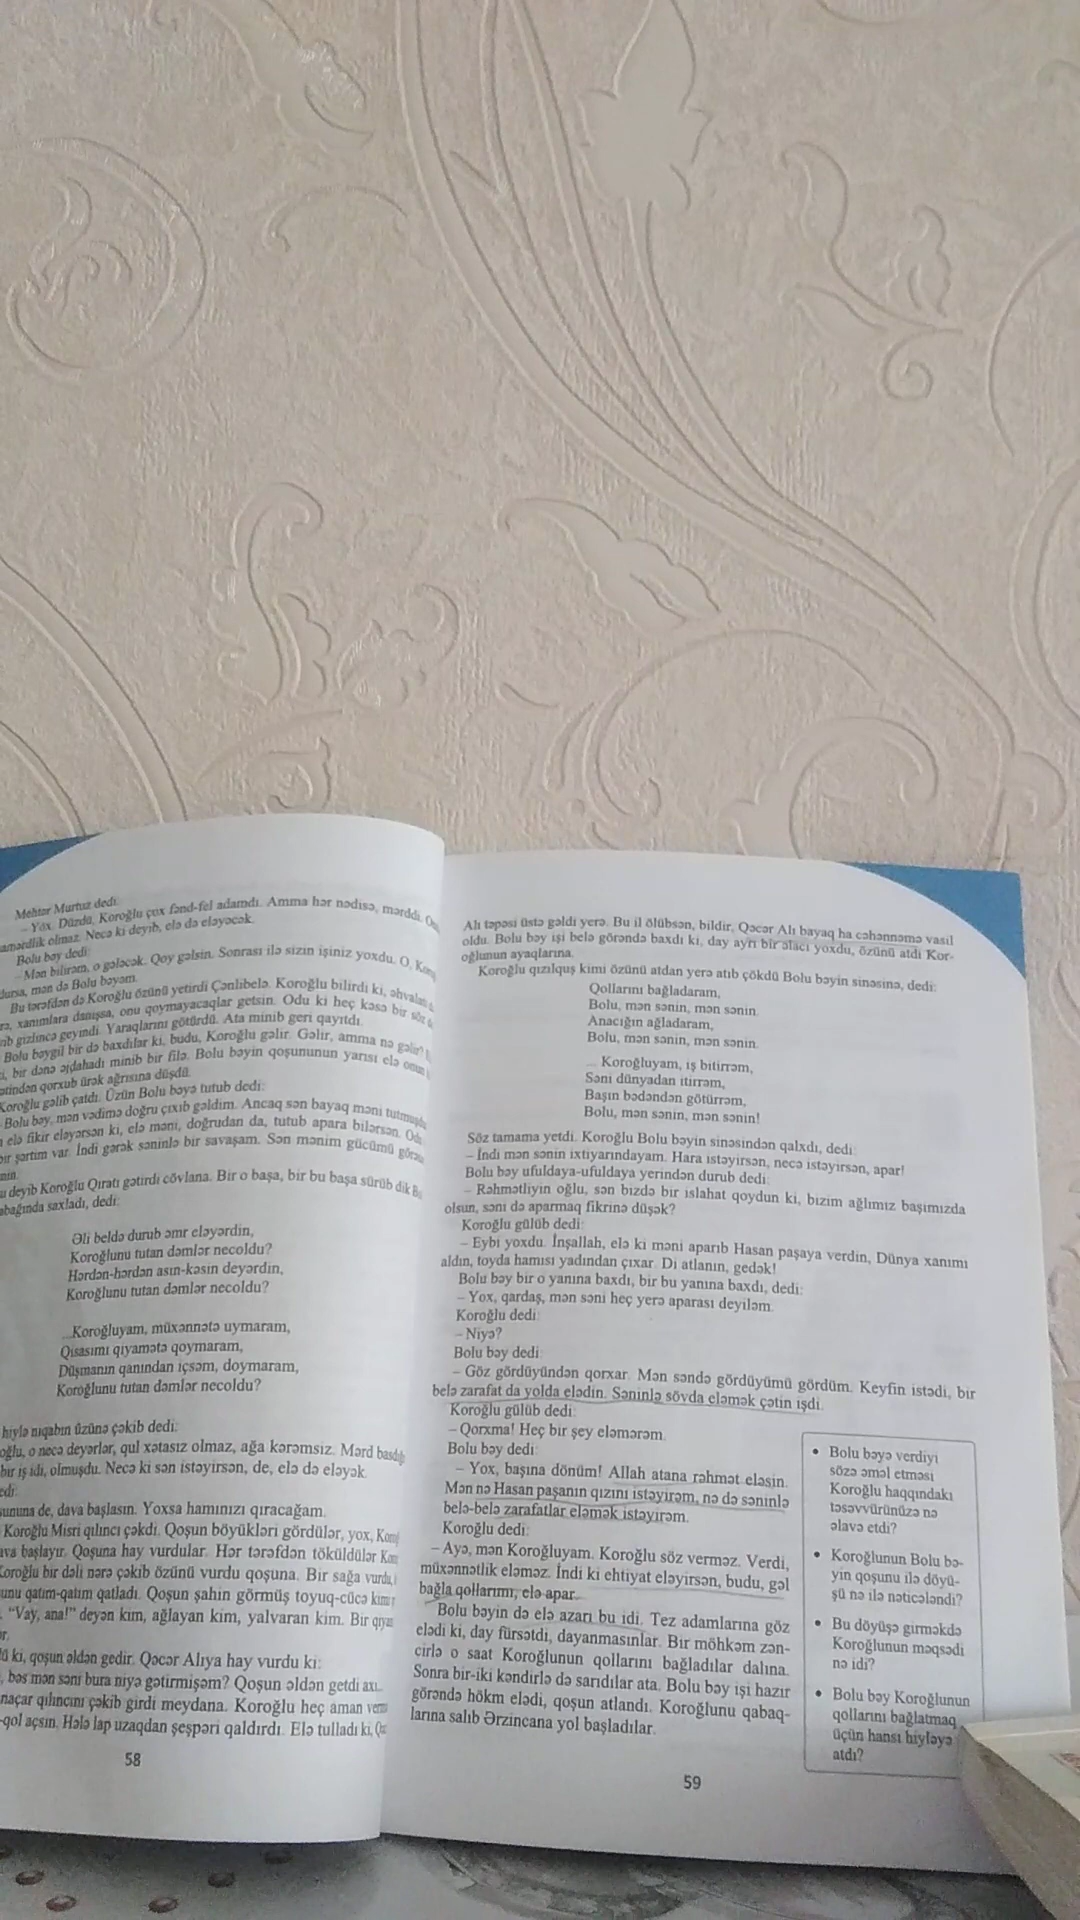 Mehtər Murtuz dedi:
– Yox. Düzdü, Koroğlu çox fənd-fel adamdı. Amma hər nədisə, mərddi.
namərdlik olmaz. Necə ki deyib, elə də eləyəcək.
Bolu bəy dedi:
– Mən bilirəm, o gələcək. Qoy gəlsin. Sonrası ilə sizin işiniz yoxdu. O,
mən də Bolu bəyəm.
Bu tərəfdən də Koroğlu özünü yetirdi Çənlibelə. Koroğlu bilirdi ki, əhvalatı
xanımlara danışsa, onu qoymayacaqlar getsin. Odu ki heç kəsə bir söz
gizlincə geyindi. Yaraqlarını götürdü. Ata minib geri qayıtdı.
Bolu bəygil bir də baxdılar ki, budu, Koroğlu gəlir. Gəlir, amma nə gəlir!
bir dənə əjdahadı minib bir filə. Bolu bəyin qoşununun yarısı elə onun
qorxub ürək ağrısına düşdü.
Koroğlu gəlib çatdı. Üzün Bolu bəyə tutub dedi:
Bolu bəy, mən vədimə doğru çıxıb gəldim. Ancaq sən bayaq məni
elə fikir eləyərsən ki, elə məni, doğrudan da, tutub apara bilərsən.
bir şərtim var. İndi gərək səninlə bir savaşam. Sən mənim gücümü
deyib Koroğlu Qıratı gətirdi cövlana. Bir o başa, bir bu başa sürüb dik
qabağında saxladı, dedi:
Əli beldə durub əmr eləyərdin,
Koroğlunu tutan dəmlər necoldu?
Hərdən-hərdən asın-kəsin deyərdin,
Koroğlunu tutan dəmlər necoldu?
...Koroğluyam, müxənnətə uymaram,
Qisasımı qiyamətə qoymaram,
Düşmanın qanından içsəm, doymaram,
Koroğlunu tutan dəmlər necoldu?
hiylə niqabın üzünə çəkib dedi:
o necə deyərlər, qul xətasız olmaz, ağa kərəmsiz. Mərd
bir iş idi, olmuşdu. Necə ki sən istəyirsən, de, elə də eləyək.
de, dava başlasın. Yoxsa hamınızı qıracağam.
Koroğlu Misri qılıncı çəkdi. Qoşun böyükləri gördülər, yox,
başlayır. Qoşuna hay vurdular. Hər tərəfdən töküldülər
Koroğlu bir dəli nərə çəkib özünü vurdu qoşuna. Bir sağa vurdu,
qatım-qatım qatladı. Qoşun şahin görmüş toyuq-cücə kimi
"Vay, ana!" deyən kim, ağlayan kim, yalvaran kim. Bir
ki, qoşun əldən gedir. Qəcər Alıya hay vurdu ki:
bəs mən səni bura niyə gətirmişəm? Qoşun əldən getdi axı...
naçar qılıncını çəkib girdi meydana. Koroğlu heç aman
-qol açsın. Hələ lap uzaqdan şeşpəri qaldırdı. Elə tulladı ki,
58
Alı təpəsi üstə gəldi yerə. Bu il ölübsən, bildir, Qəcər Alı bayaq ha cəhənnəmə vasil
oldu. Bolu bəy işi belə görəndə baxdı ki, day ayrı bir əlacı yoxdu, özünü atdı Kor-
oğlunun ayaqlarına.
Koroğlu qızılquş kimi özünü atdan yerə atıb çökdü Bolu bəyin sinəsinə, dedi:
Qollarını bağladaram,
Bolu, mən sənin, mən sənin.
Anacığın ağladaram,
Bolu, mən sənin, mən sənin.
... Koroğluyam, iş bitirrəm,
Səni dünyadan itirrəm,
Başın bədəndən götürrəm,
Bolu, mən sənin, mən sənin!
Söz tamama yetdi. Koroğlu Bolu bəyin sinəsindən qalxdı, dedi:
– İndi mən sənin ixtiyarındayam. Hara istəyirsən, necə istəyirsən, apar!
Bolu bəy ufuldaya-ufuldaya yerindən durub dedi:
– Rəhmətliyin oğlu, sən bizdə bir islahat qoydun ki, bizim ağlımız başımızda
olsun, səni də aparmaq fikrinə düşək?
Koroğlu gülüb dedi:
– Eybi yoxdu. İnşallah, elə ki məni aparıb Hasan paşaya verdin, Dünya xanımı
aldın, toyda hamısı yadından çıxar. Di atlanın, gedək!
Bolu bəy bir o yanına baxdı, bir bu yanına baxdı, dedi:
– Yox, qardaş, mən səni heç yerə aparası deyiləm.
Koroğlu dedi:
– Niyə?
Bolu bəy dedi:
– Göz gördüyündən qorxar. Mən səndə gördüyümü gördüm. Keyfin istədi, bir
belə zarafat da yolda elədin. Səninlə sövda eləmək çətin işdi.
Koroğlu gülüb dedi:
– Qorxma! Heç bir şey eləmərəm.
Bolu bəy dedi:
– Yox, başına dönüm! Allah atana rəhmət eləsin.
Mən nə Hasan paşanın qızını istəyirəm, nə də səninlə
belə-belə zarafatlar eləmək istəyirəm.
Koroğlu dedi:
– Ayə, mən Koroğluyam. Koroğlu söz verməz. Verdi,
müxənnətlik eləməz. İndi ki ehtiyat eləyirsən, budu, gəl
bağla qollarımı, elə apar.
Bolu bəyin də elə azarı bu idi. Tez adamlarına göz
elədi ki, day fürsətdi, dayanmasınlar. Bir möhkəm zən-
cirlə o saat Koroğlunun qollarını bağladılar dalına.
Sonra bir-iki kəndirlə də sarıdılar ata. Bolu bəy işi hazır
görəndə hökm elədi, qoşun atlandı. Koroğlunu qabaq-
larına salıb Ərzincana yol başladılar.
• Bolu bəyə verdiyi
sözə əməl etməsi
Koroğlu haqqındakı
təsəvvürünüzə nə
əlavə etdi?
• Koroğlunun Bolu bə-
yin qoşunu ilə döyü-
şü nə ilə nəticələndi?
• Bu döyüşə girməkdə
Koroğlunun məqsədi
nə idi?
• Bolu bəy Koroğlunun
qollarını bağlatmaq
üçün hansı hiyləyə
atdı?
59